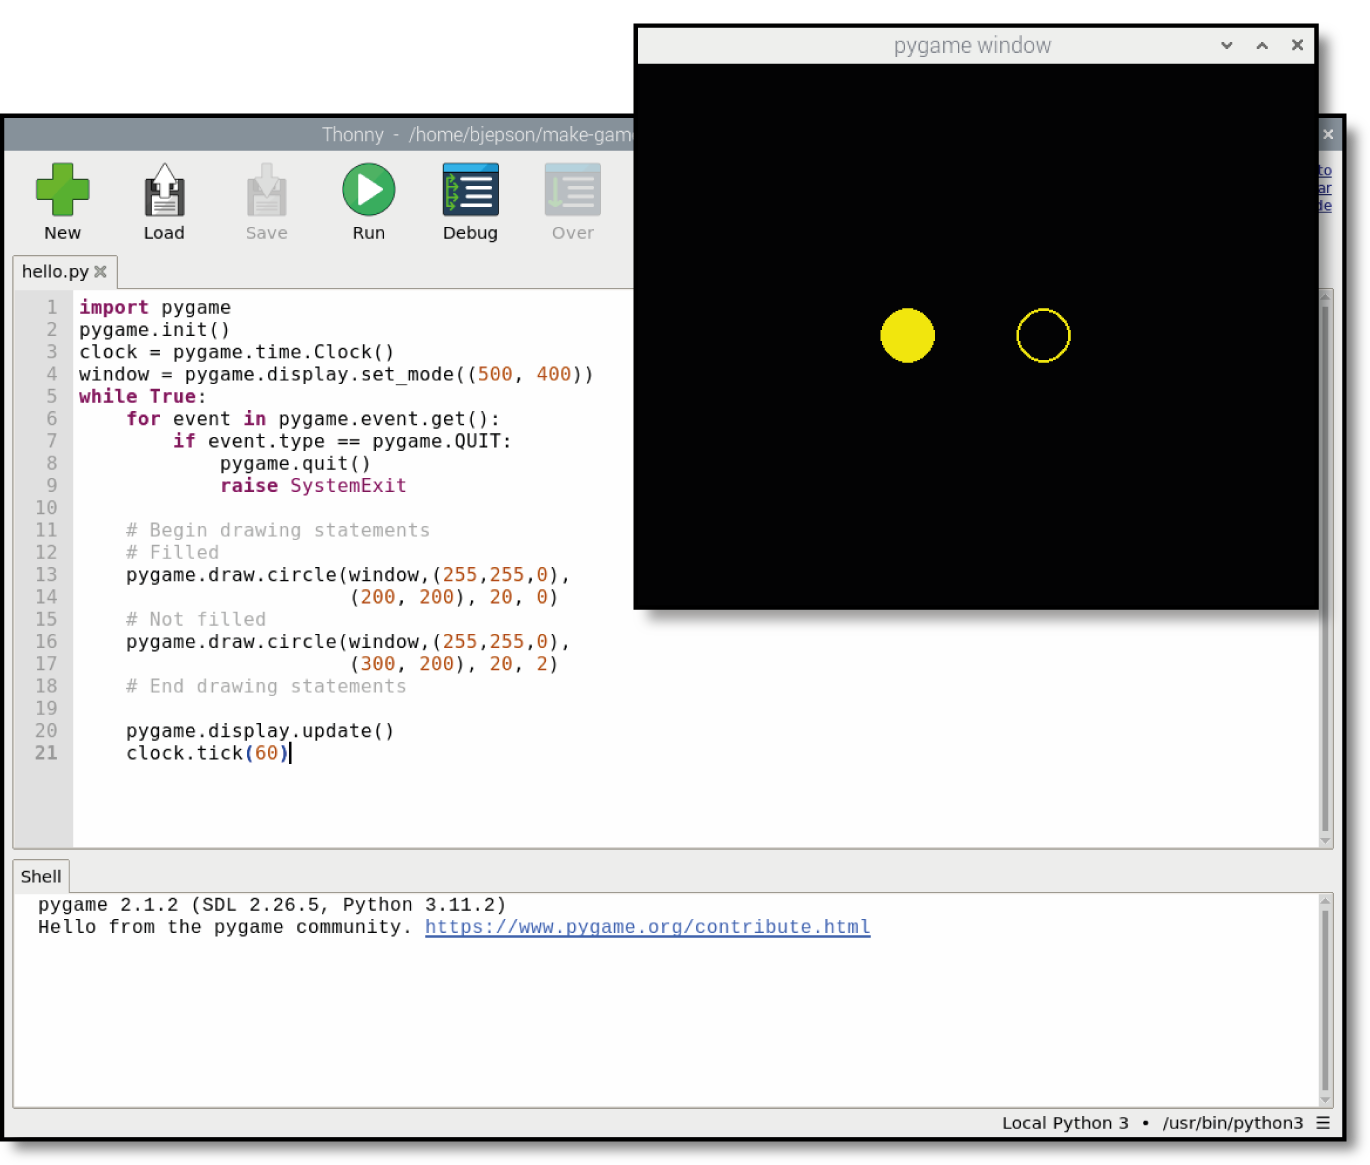 pygame window
Thonny - /home/bjepson/make-gam
to
ar
de
New
Load
Save
Run
Debug
Over
hello.py
1 import pygame
2 pygame.init()
3 clock = pygame.time.Clock()
4 window = pygame.display.set_mode((500, 400))
5 while True:
6     for event in pygame.event.get():
7         if event.type == pygame.QUIT:
8             pygame.quit()
9             raise SystemExit
10
11     # Begin drawing statements
12     # Filled
13     pygame.draw.circle(window,(255,255,0),
14                        (200, 200), 20, 0)
15     # Not filled
16     pygame.draw.circle(window,(255,255,0),
17                        (300, 200), 20, 2)
18     # End drawing statements
19
20     pygame.display.update()
21     clock.tick(60)
Shell
pygame 2.1.2 (SDL 2.26.5, Python 3.11.2)
Hello from the pygame community. https://www.pygame.org/contribute.html
Local Python 3 • /usr/bin/python3 ☰